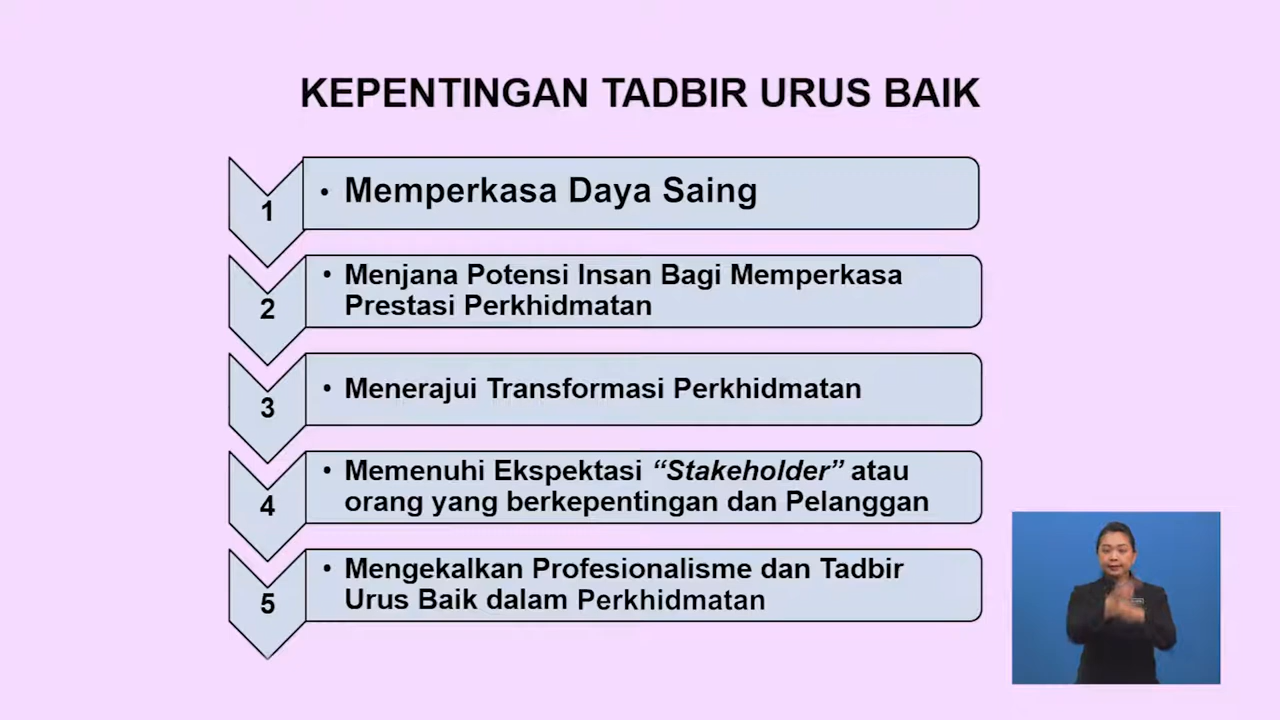 KEPENTINGAN TADBIR URUS BAIK
1
• Memperkasa Daya Saing
2
• Menjana Potensi Insan Bagi Memperkasa
Prestasi Perkhidmatan
3
• Menerajui Transformasi Perkhidmatan
4
• Memenuhi Ekspektasi “Stakeholder” atau
orang yang berkepentingan dan Pelanggan
5
• Mengekalkan Profesionalisme dan Tadbir
Urus Baik dalam Perkhidmatan